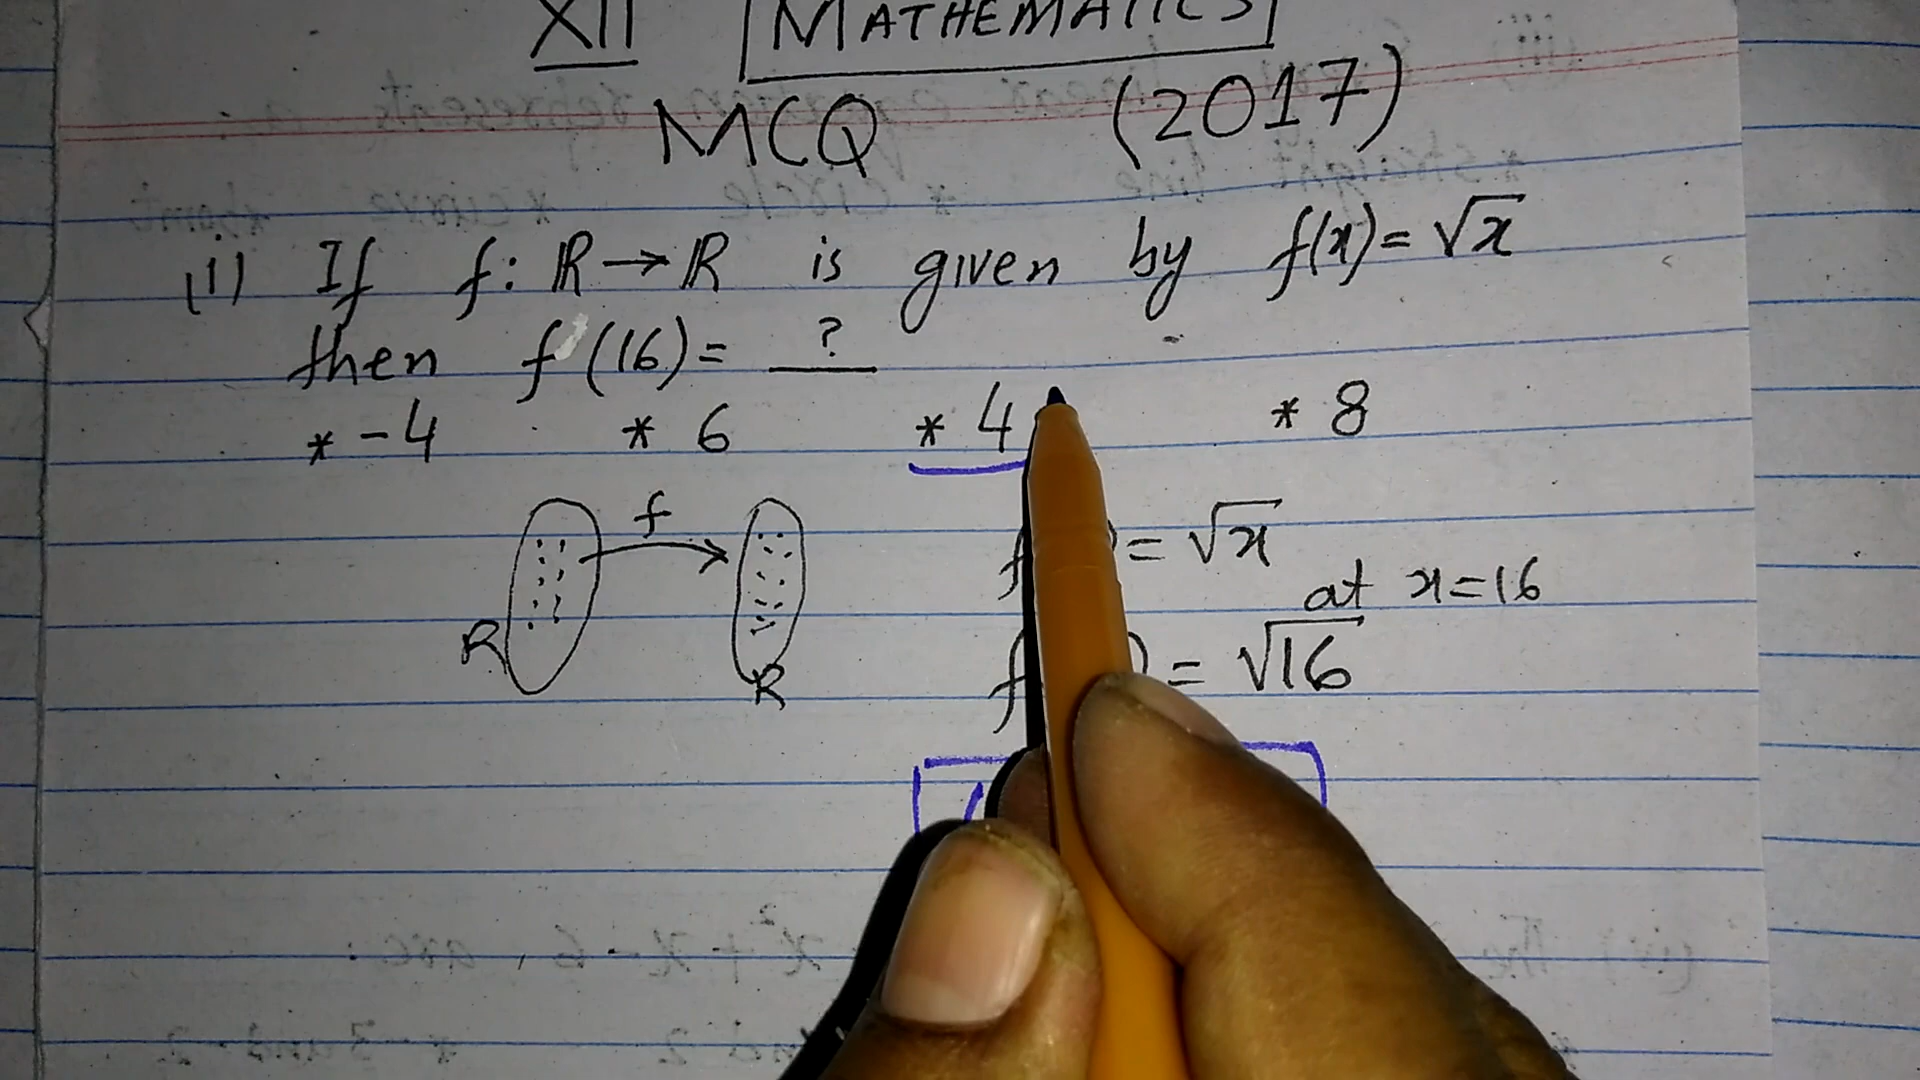 XII MATHEMATICS
MCQ (2017)
(i) If f: R→R is given by f(x)= √x
then f(16)= ?
* -4 * 6 * 4 * 8
f
= √x
at x=16
= √16
R
R